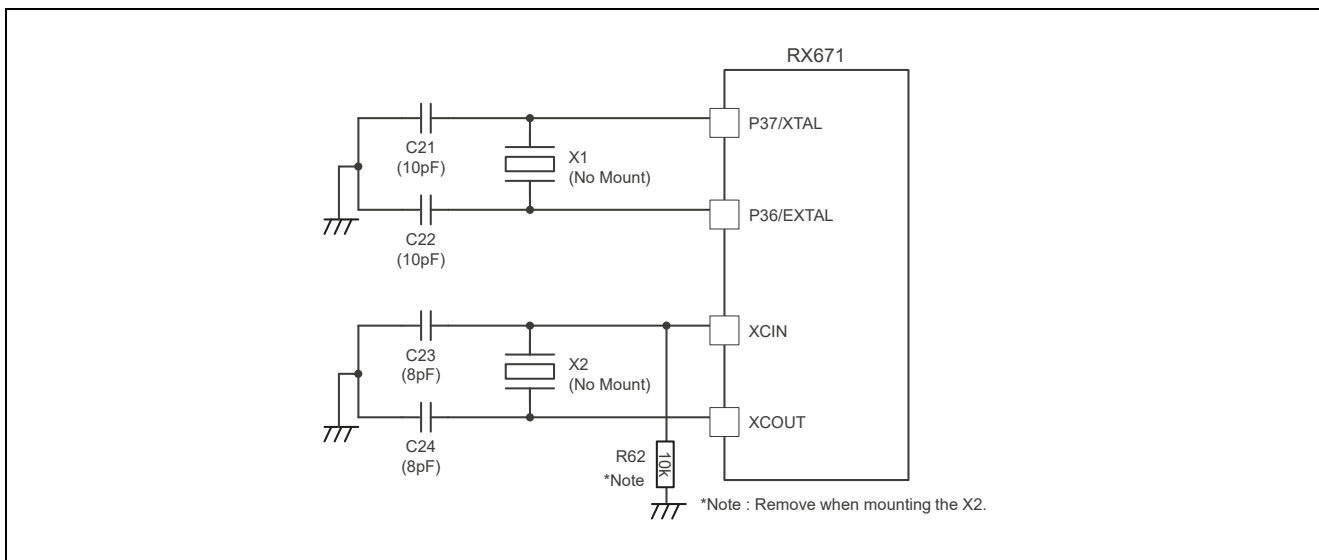 RX671
P37/XTAL
C21
(10pF)
X1
(No Mount)
P36/EXTAL
C22
(10pF)
XCIN
C23
(8pF)
X2
(No Mount)
XCOUT
C24
(8pF)
R62
10k
*Note
*Note : Remove when mounting the X2.